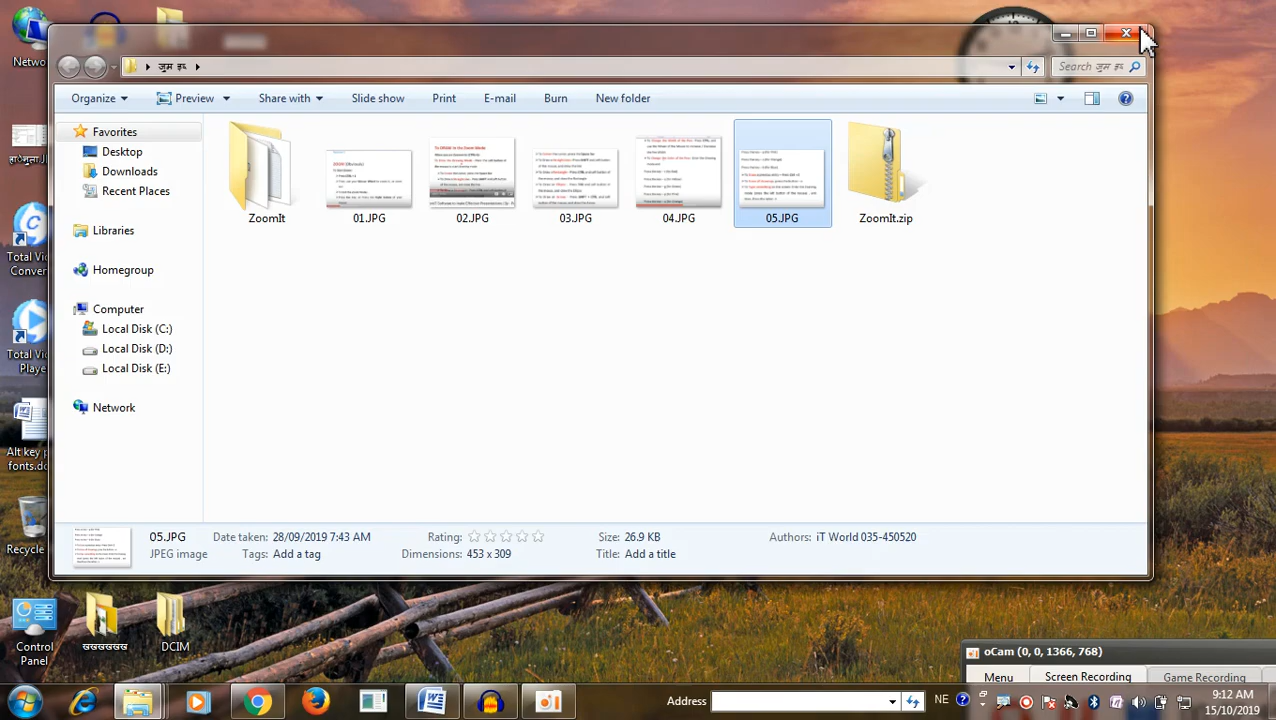 जुम इन्
Search जुम इन्
Organize
Preview
Share with
Slide show
Print
E-mail
Burn
New folder
Favorites
Desktop
Downloads
Recent Places
Libraries
Homegroup
Computer
Local Disk (C:)
Local Disk (D:)
Local Disk (E:)
Network
ZoomIt
01.JPG
02.JPG
03.JPG
04.JPG
05.JPG
ZoomIt.zip
05.JPG
JPEG image
Date
28/09/2019 7:43 AM
Tags: Add a tag
Rating:
Dimensions: 453 x
Size: 26.9 KB
Title: Add a title
Authors: iT World 035-450520
Netwo
Total Vi
Conver
Total Vi
Playe
Alt key p
fonts.do
Recycle
Control
Panel
DCIM
oCam (0, 0, 1366, 768)
Menu
Screen Recording
Game Recording
Address
NE
9:12 AM
15/10/2019